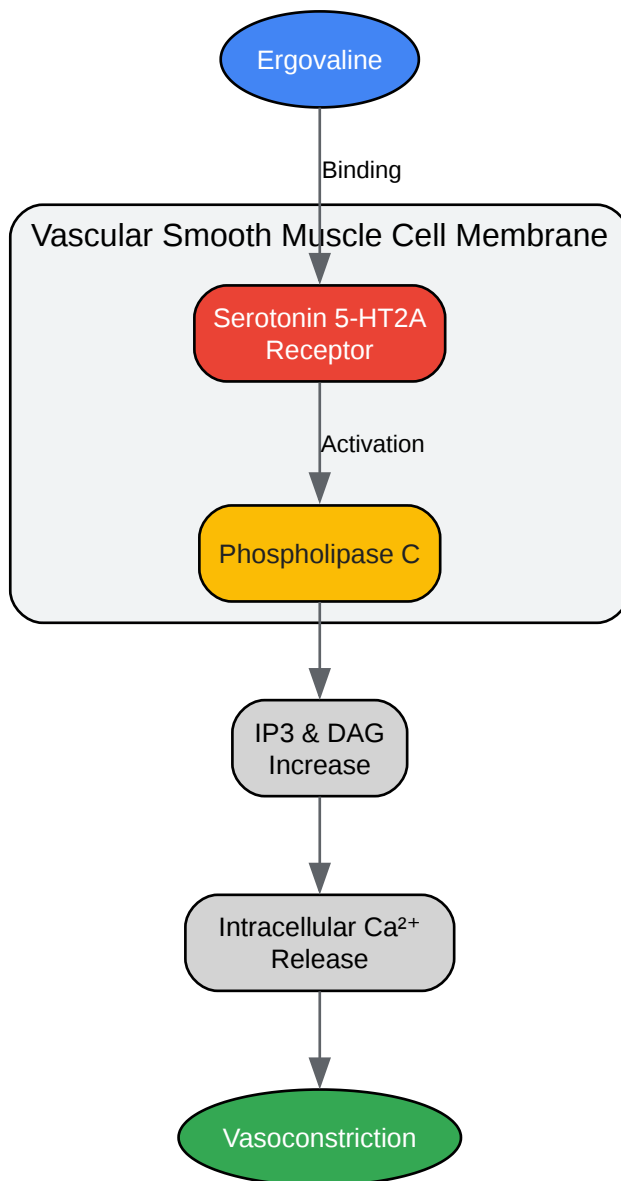 Ergovaline
Binding
Vascular Smooth Muscle Cell Membrane
Serotonin 5-HT2A
Receptor
Activation
Phospholipase C
IP3 & DAG
Increase
Intracellular Ca²⁺
Release
Vasoconstriction